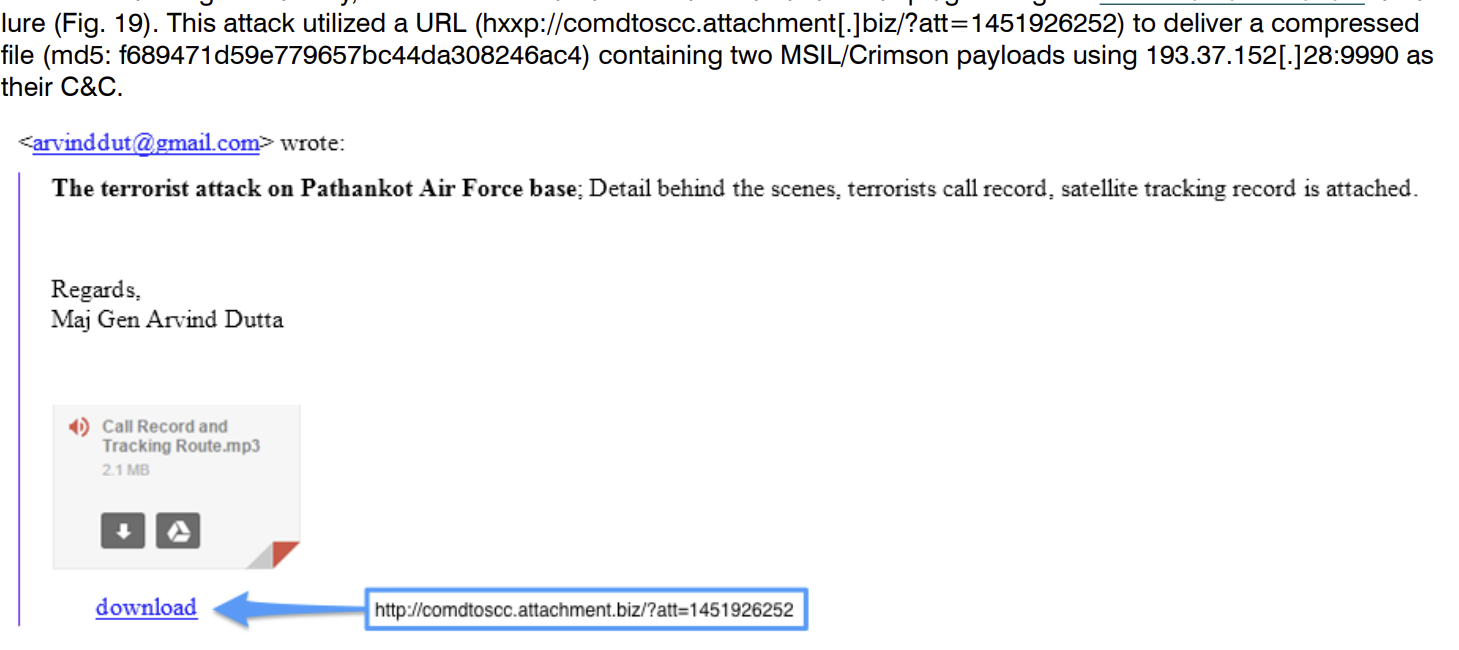 lure (Fig. 19). This attack utilized a URL (hxxp://comdtoscc.attachment[.]biz/?att=1451926252) to deliver a compressed
file (md5: f689471d59e779657bc44da308246ac4) containing two MSIL/Crimson payloads using 193.37.152[.]28:9990 as
their C&C.
<arvinddut@gmail.com> wrote:
The terrorist attack on Pathankot Air Force base; Detail behind the scenes, terrorists call record, satellite tracking record is attached.
Regards,
Maj Gen Arvind Dutta
Call Record and
Tracking Route.mp3
2.1 MB
download
http://comdtoscc.attachment.biz/?att=1451926252